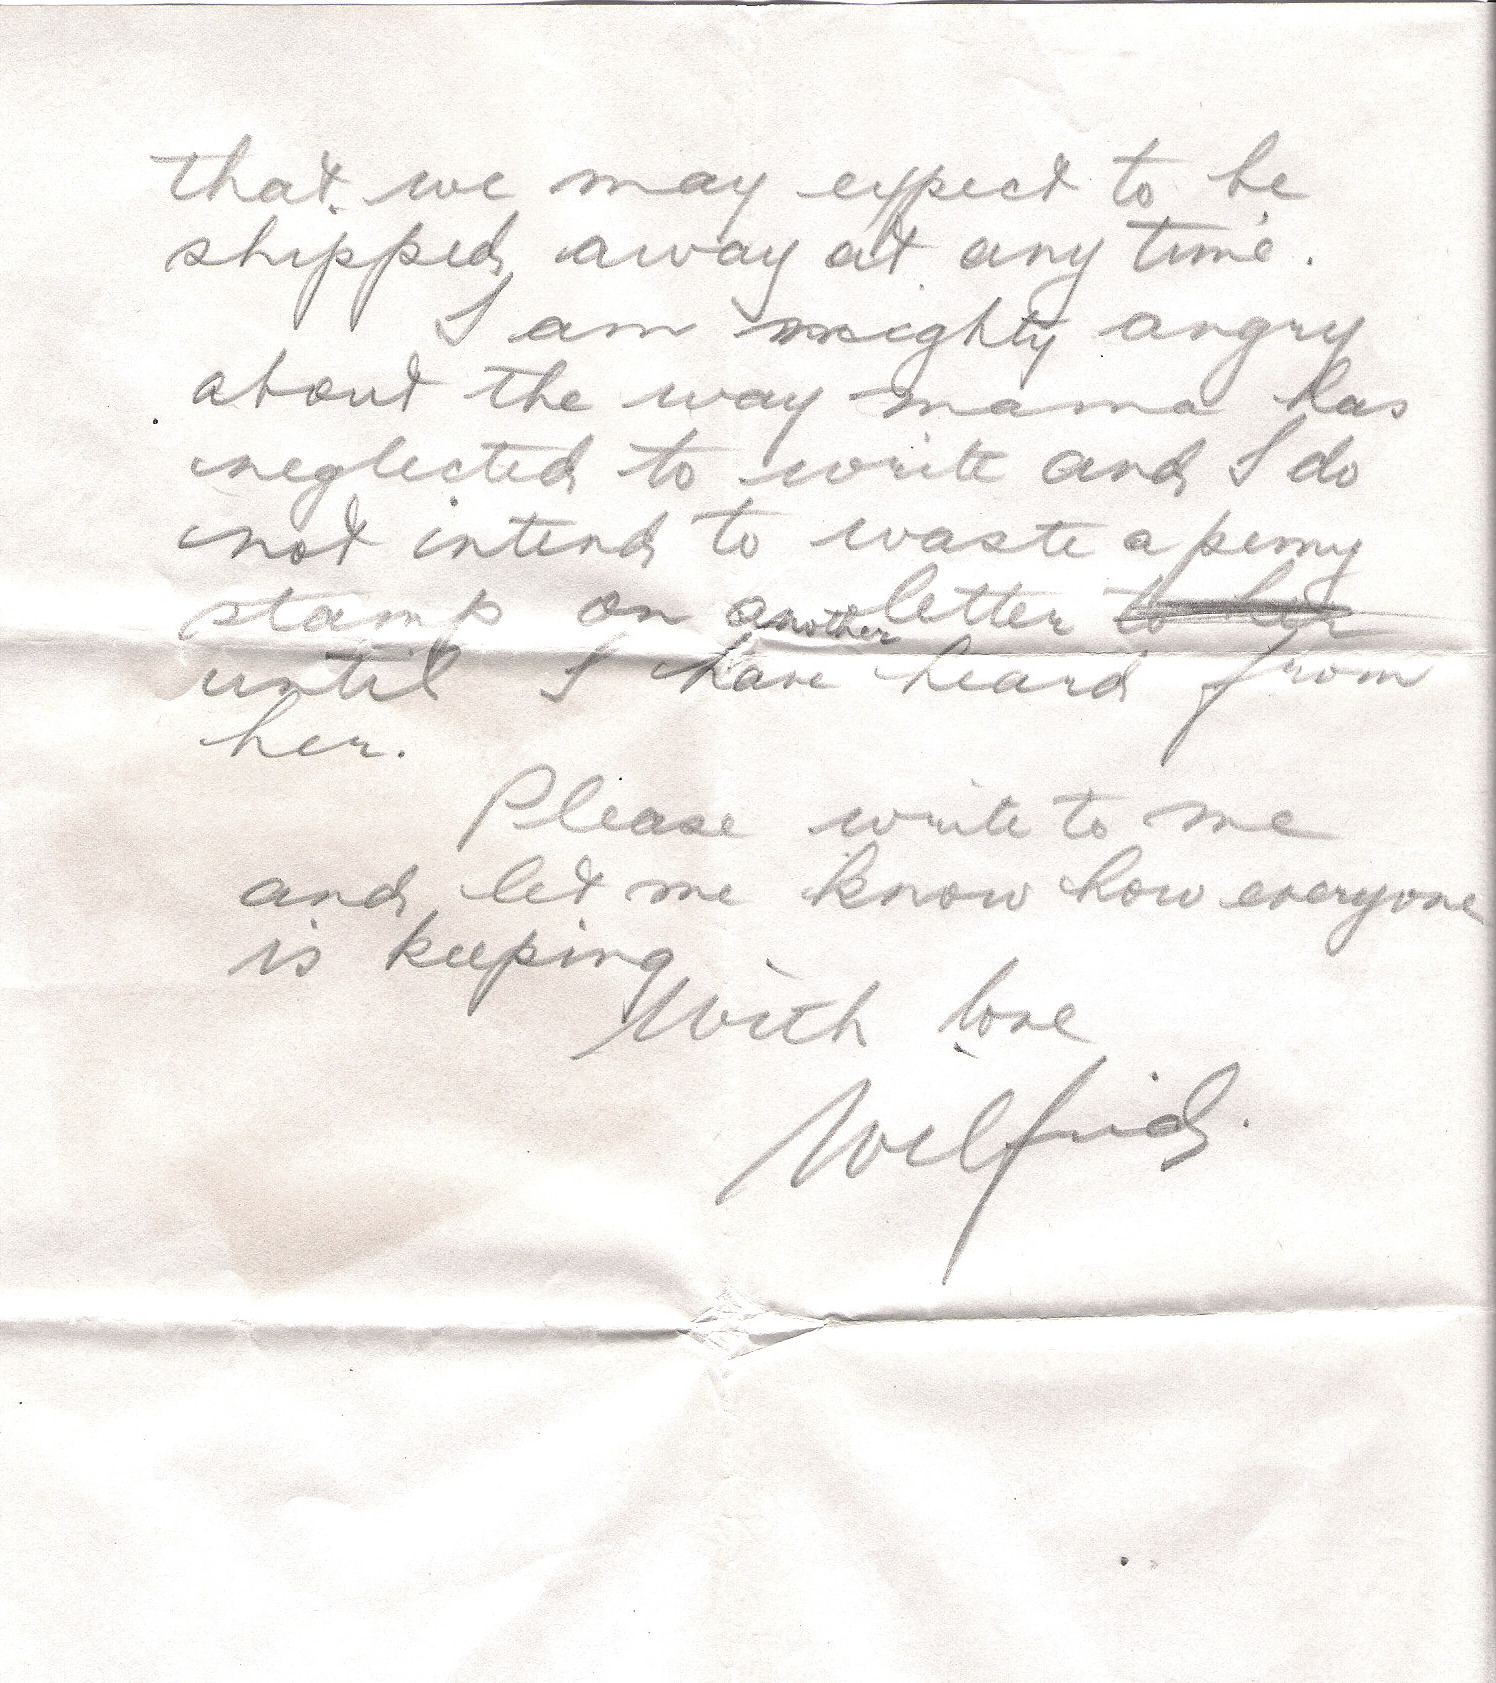 that we may expect to be
shipped away at any time.
I am mighty angry
about the way mama has
neglected to write and I do
not intend to waste a penny
stamp on another letter to her
until I have heard from
her.
Please write to me
and let me know how everyone
is keeping
With love
Wilfrid.